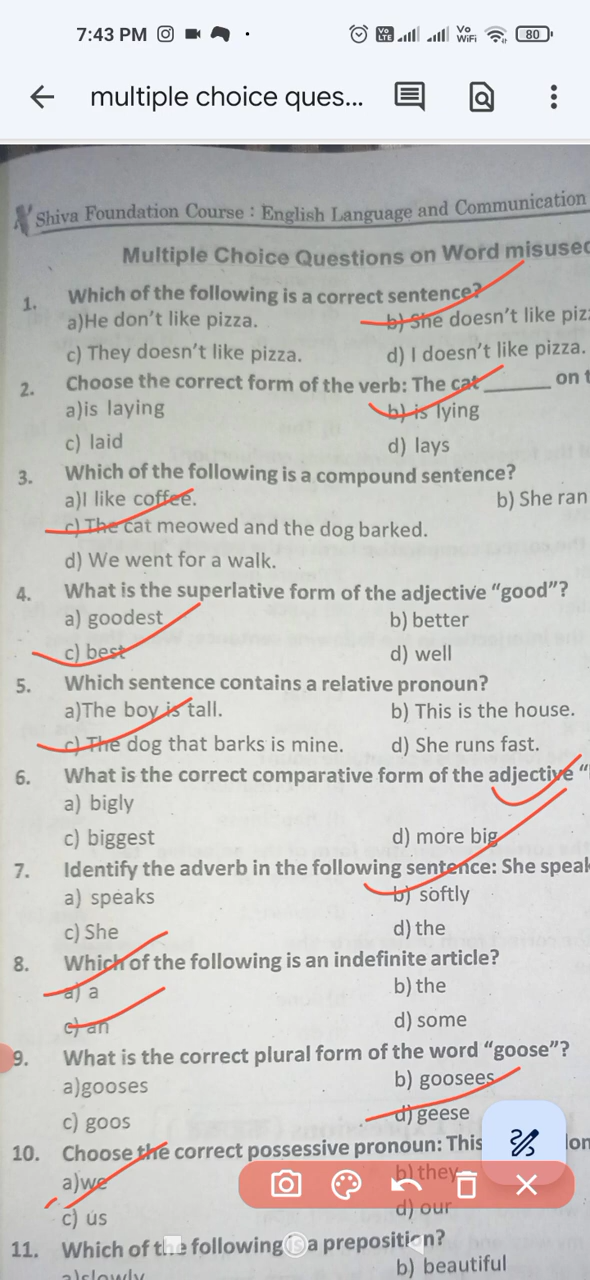 7:43 PM
Vo LTE
Vo WiFi
80
multiple choice ques...
Shiva Foundation Course : English Language and Communication
Multiple Choice Questions on Word misused
1. Which of the following is a correct sentence?
a)He don't like pizza. b) She doesn't like piz
c) They doesn't like pizza. d) I doesn't like pizza.
2. Choose the correct form of the verb: The cat ______ on t
a)is laying b) is lying
c) laid d) lays
3. Which of the following is a compound sentence?
a)I like coffee. b) She ran
c) The cat meowed and the dog barked.
d) We went for a walk.
4. What is the superlative form of the adjective "good"?
a) goodest b) better
c) best d) well
5. Which sentence contains a relative pronoun?
a)The boy is tall. b) This is the house.
c) The dog that barks is mine. d) She runs fast.
6. What is the correct comparative form of the adjective "
a) bigly
c) biggest d) more big
7. Identify the adverb in the following sentence: She speak
a) speaks b) softly
c) She d) the
8. Which of the following is an indefinite article?
a) a b) the
c) an d) some
9. What is the correct plural form of the word "goose"?
a)gooses b) goosees
c) goos d) geese
10. Choose the correct possessive pronoun: This
a)we b) they
c) us d) our
11. Which of the following is a preposition?
a)slowly b) beautiful